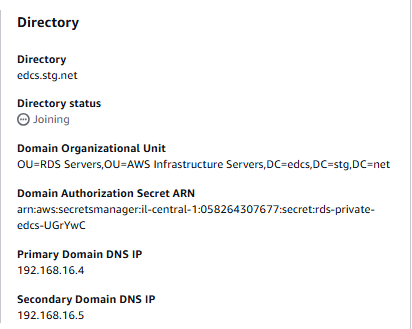 Directory
Directory
edcs.stg.net
Directory status
Joining
Domain Organizational Unit
OU=RDS Servers,OU=AWS Infrastructure Servers,DC=edcs,DC=stg,DC=net
Domain Authorization Secret ARN
arn:aws:secretsmanager:il-central-1:058264307677:secret:rds-private-
edcs-UGrYwC
Primary Domain DNS IP
192.168.16.4
Secondary Domain DNS IP
192.168.16.5